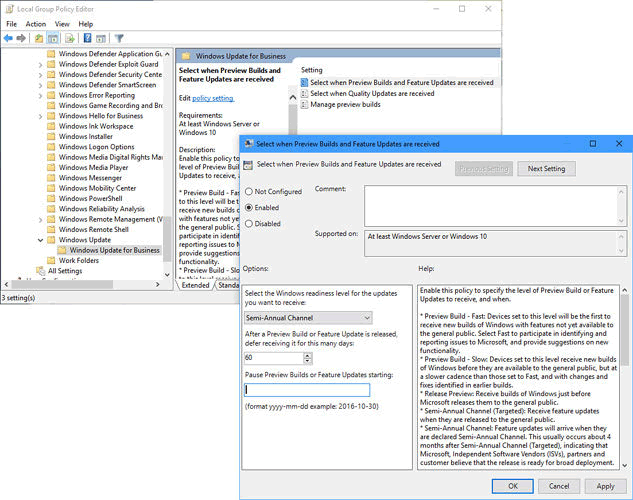 Local Group Policy Editor
File Action View Help
Windows Defender Application Gu
Windows Defender Exploit Guard
Windows Defender Security Center
Windows Defender SmartScreen
Windows Error Reporting
Windows Game Recording and Broa
Windows Hello for Business
Windows Ink Workspace
Windows Installer
Windows Logon Options
Windows Media Digital Rights Mana
Windows Media Player
Windows Messenger
Windows Mobility Center
Windows PowerShell
Windows Reliability Analysis
Windows Remote Management (W
Windows Remote Shell
Windows Update
Windows Update for Business
Work Folders
All Settings
3 setting(s)
Windows Update for Business
Select when Preview Builds and
Feature Updates are received
Edit policy setting.
Requirements:
At least Windows Server or
Windows 10
Description:
Enable this policy to
level of Preview Build
Updates to receive, a
* Preview Build - Fas
to this level will be th
receive new builds o
with features not yet
the general public. S
participate in identify
reporting issues to M
provide suggestions
functionality.
* Preview Build - Slo
Extended Standa
Setting
Select when Preview Builds and Feature Updates are received
Select when Quality Updates are received
Manage preview builds
Select when Preview Builds and Feature Updates are received
Select when Preview Builds and Feature Updates are received
Previous Setting Next Setting
Not Configured
Enabled
Disabled
Comment:
Supported on:
At least Windows Server or Windows 10
Options:
Select the Windows readiness level for the updates
you want to receive:
Semi-Annual Channel
After a Preview Build or Feature Update is released,
defer receiving it for this many days:
60
Pause Preview Builds or Feature Updates starting:
(format yyyy-mm-dd example: 2016-10-30)
Help:
Enable this policy to specify the level of Preview Build or Feature
Updates to receive, and when.
* Preview Build - Fast: Devices set to this level will be the first to
receive new builds of Windows with features not yet available to
the general public. Select Fast to participate in identifying and
reporting issues to Microsoft, and provide suggestions on new
functionality.
* Preview Build - Slow: Devices set to this level receive new builds
of Windows before they are available to the general public, but at
a slower cadence than those set to Fast, and with changes and
fixes identified in earlier builds.
* Release Preview: Receive builds of Windows just before
Microsoft releases them to the general public.
* Semi-Annual Channel (Targeted): Receive feature updates
when they are released to the general public.
* Semi-Annual Channel: Feature updates will arrive when they
are declared Semi-Annual Channel. This usually occurs about 4
months after Semi-Annual Channel (Targeted), indicating that
Microsoft, Independent Software Vendors (ISVs), partners and
customer believe that the release is ready for broad deployment.
OK Cancel Apply